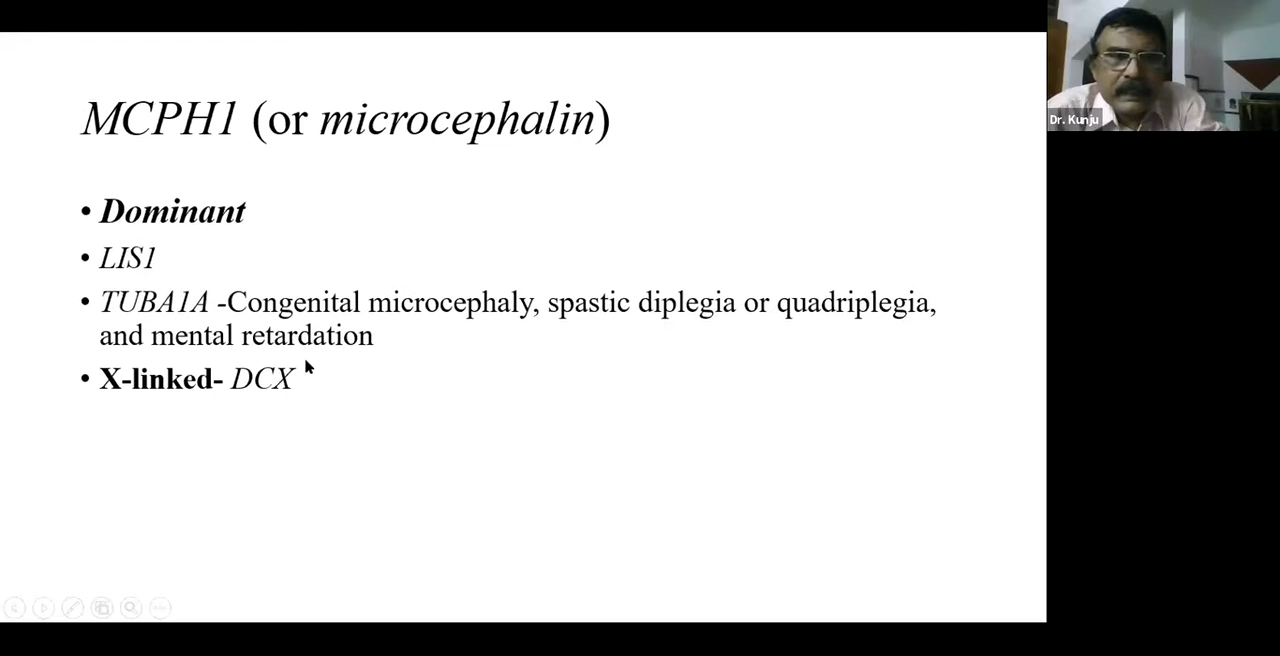 MCPH1 (or microcephalin)
• Dominant
• LIS1
• TUBA1A -Congenital microcephaly, spastic diplegia or quadriplegia,
and mental retardation
• X-linked- DCX
Dr. Kunju